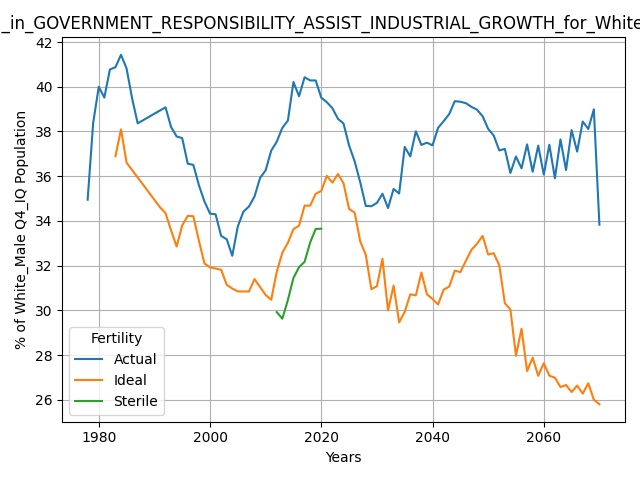 _in_GOVERNMENT_RESPONSIBILITY_ASSIST_INDUSTRIAL_GROWTH_for_White
% of White_Male Q4_IQ Population
42
40
38
36
34
32
30
28
26
Fertility
Actual
Ideal
Sterile
1980
2000
2020
2040
2060
Years